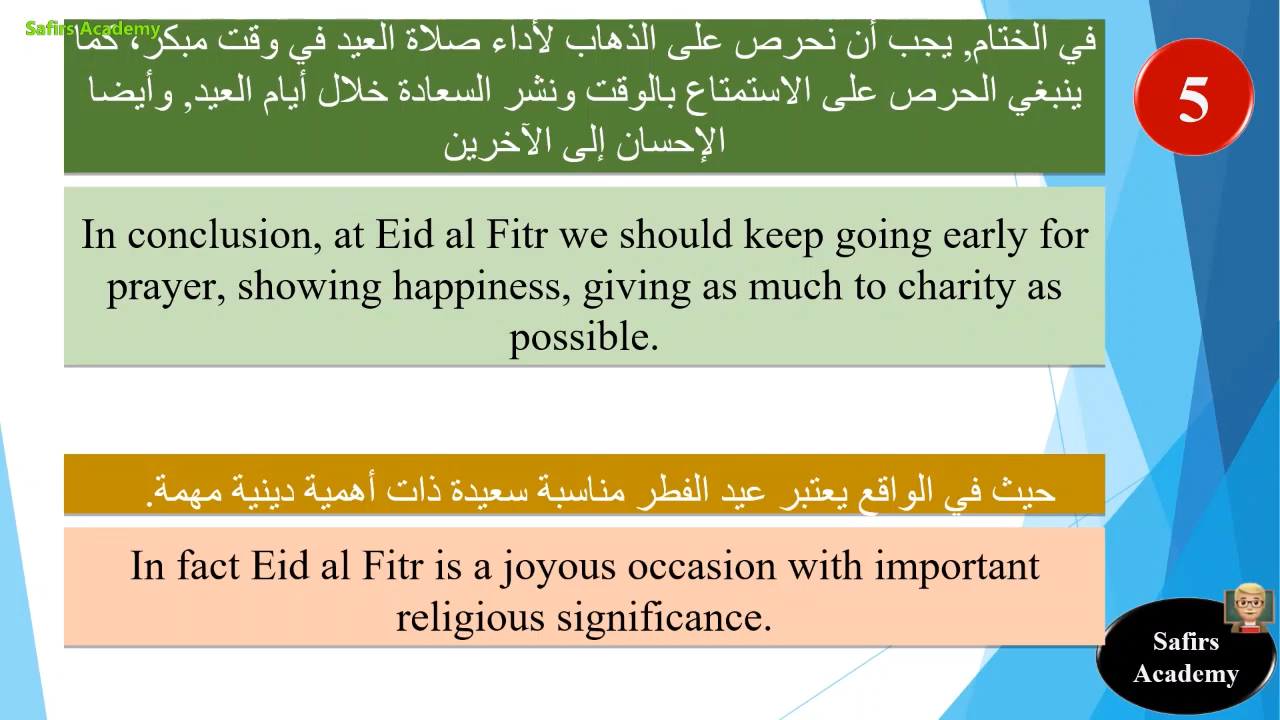 Safirs Academy
في الختام, يجب أن نحرص على الذهاب لأداء صلاة العيد في وقت مبكر، كما
ينبغي الحرص على الاستمتاع بالوقت ونشر السعادة خلال أيام العيد, وأيضا
الإحسان إلى الآخرين
5
In conclusion, at Eid al Fitr we should keep going early for
prayer, showing happiness, giving as much to charity as
possible.
حيث في الواقع يعتبر عيد الفطر مناسبة سعيدة ذات أهمية دينية مهمة.
In fact Eid al Fitr is a joyous occasion with important
religious significance.
Safirs
Academy